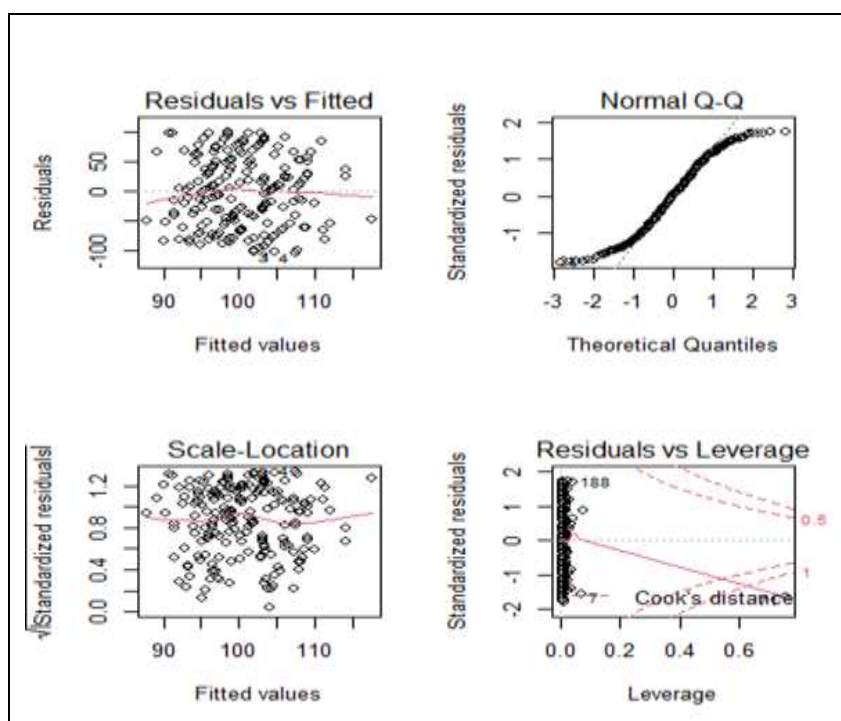 Residuals vs Fitted
Residuals
50
0
-100
3 4
90 100 110
Fitted values
Normal Q-Q
Standardized residuals
2
1
0
-1
-3 -2 -1 0 1 2 3
Theoretical Quantiles
Scale-Location
√|Standardized residuals|
1.2
0.8
0.4
0.0
90 100 110
Fitted values
Residuals vs Leverage
Standardized residuals
2
1
0
-1
-2
188
0.5
1
7
Cook's distance
0.0 0.2 0.4 0.6
Leverage